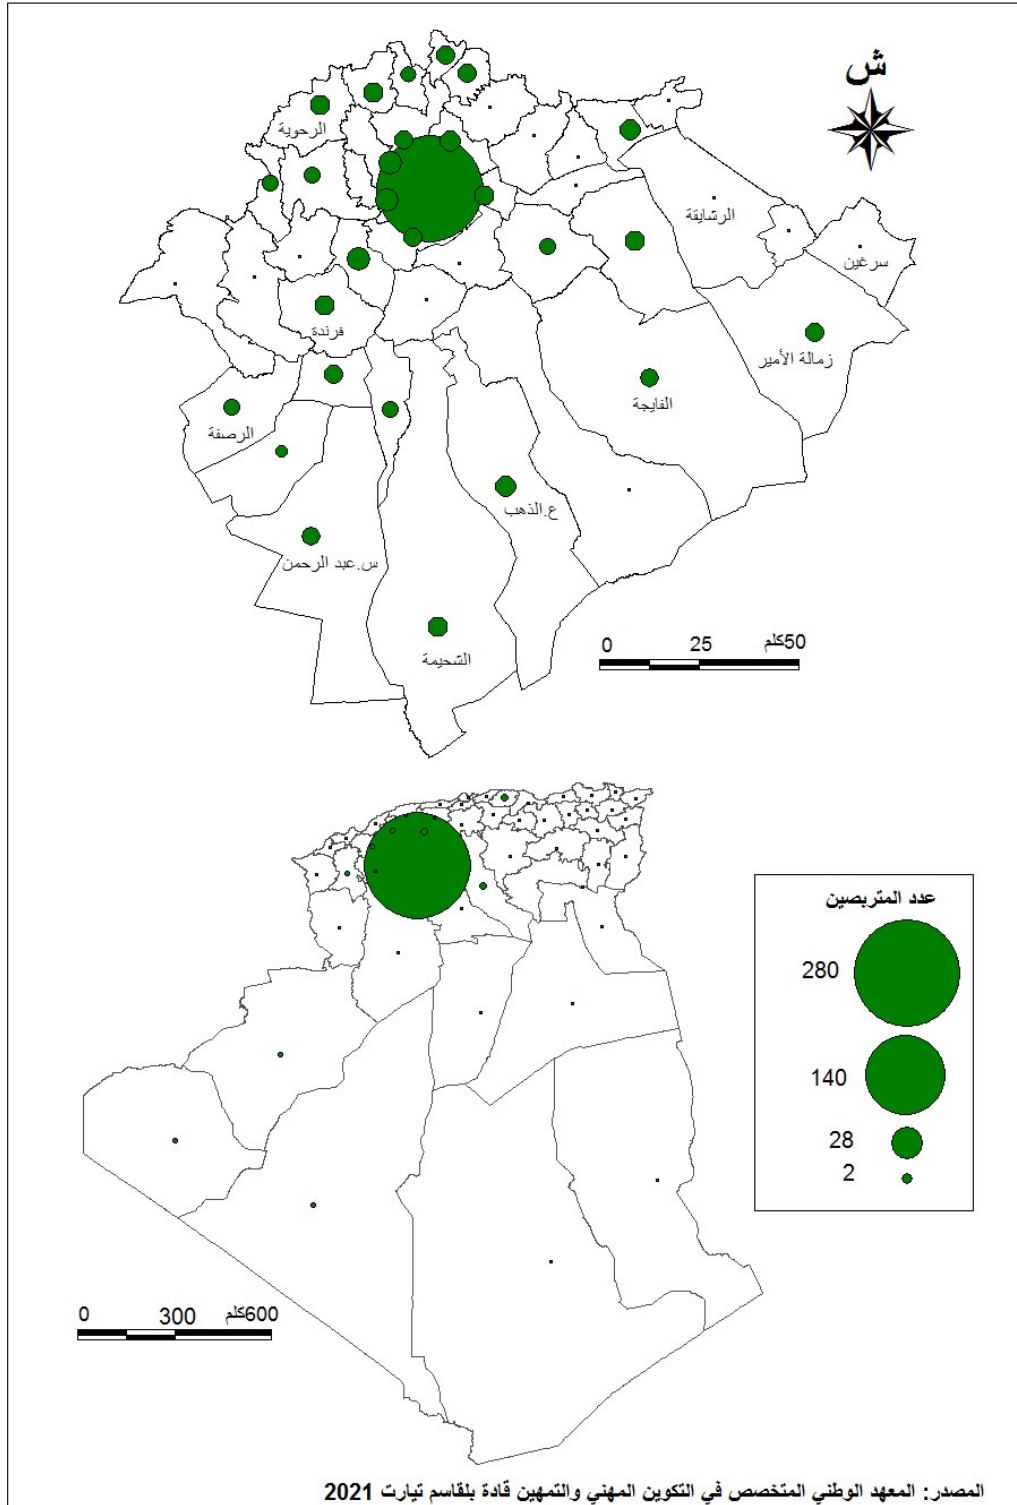 ش
الرحوية
الرشايقة
سرغين
فرندة
زمالة الأمير
الفايجة
الرصفة
ع.الذهب
س.عبد الرحمن
الشحيمة
0 25 50كلم
عدد المتربصين
280
140
28
2
0 300 600كلم
المصدر: المعهد الوطني المتخصص في التكوين المهني والتمهين قادة بلقاسم تيارت 2021